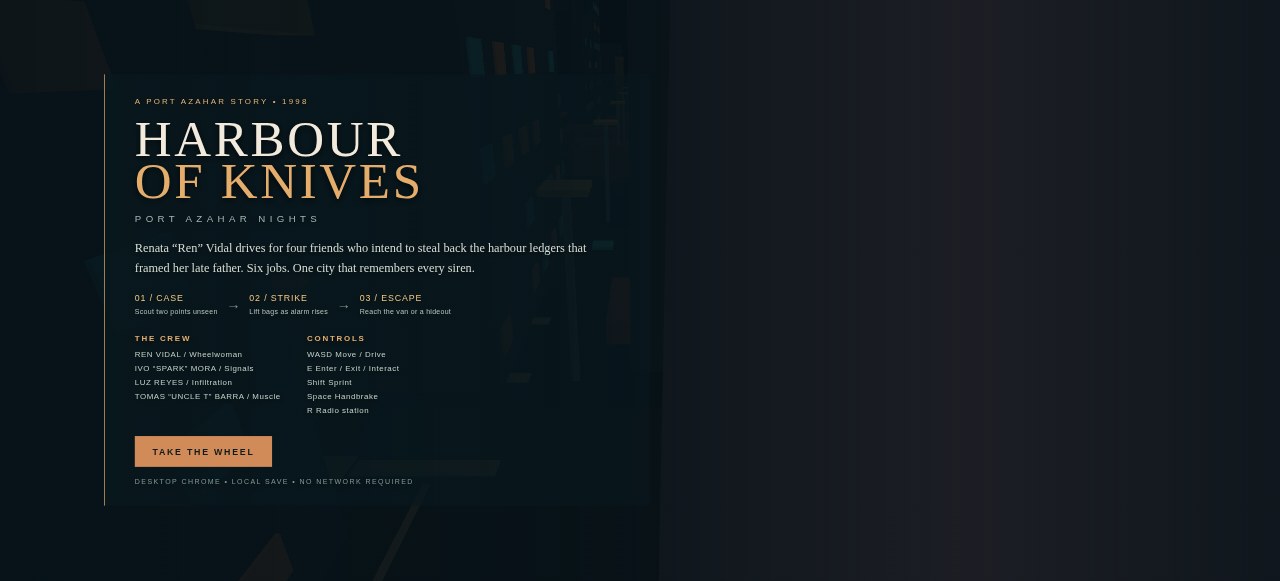 A PORT AZAHAR STORY • 1998
HARBOUR
OF KNIVES
PORT AZAHAR NIGHTS
Renata “Ren” Vidal drives for four friends who intend to steal back the harbour ledgers that
framed her late father. Six jobs. One city that remembers every siren.
01 / CASE → 02 / STRIKE → 03 / ESCAPE
Scout two points unseen Lift bags as alarm rises Reach the van or a hideout
THE CREW
REN VIDAL / Wheelwoman
IVO “SPARK” MORA / Signals
LUZ REYES / Infiltration
TOMAS “UNCLE T” BARRA / Muscle
CONTROLS
WASD Move / Drive
E Enter / Exit / Interact
Shift Sprint
Space Handbrake
R Radio station
TAKE THE WHEEL
DESKTOP CHROME • LOCAL SAVE • NO NETWORK REQUIRED